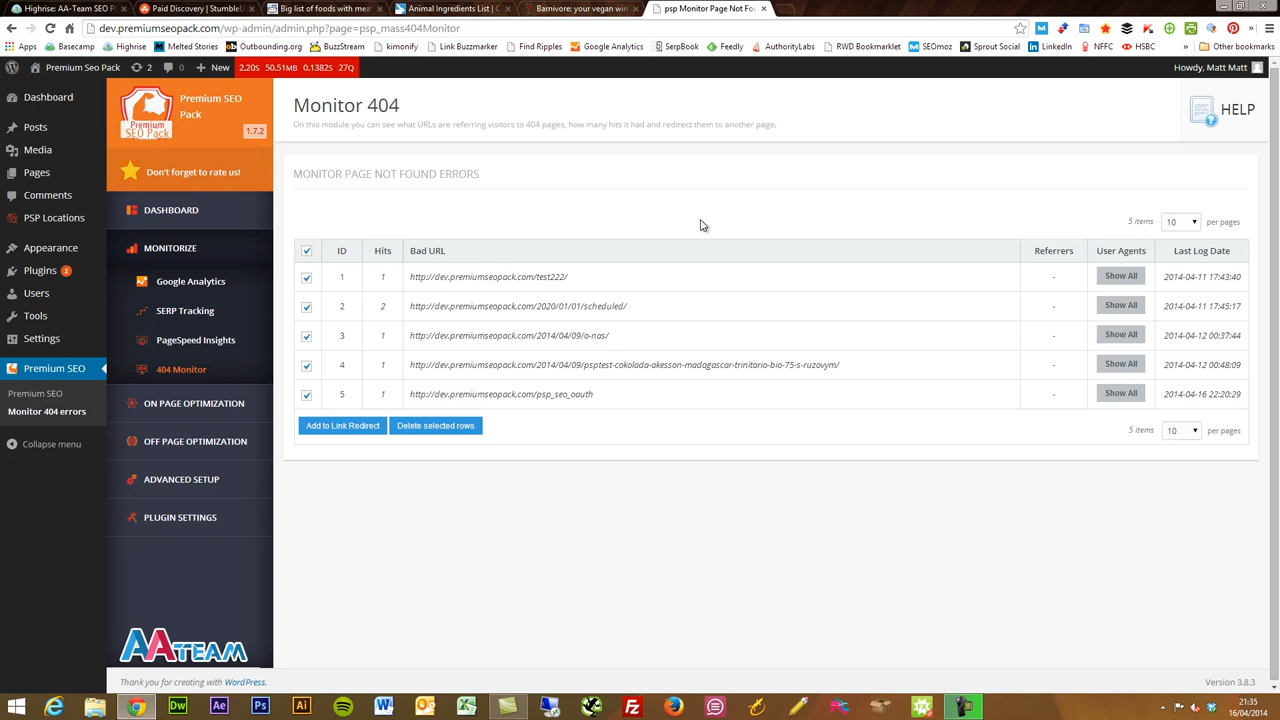 Highrise: AA-Team SEO P
Paid Discovery | StumbleU
Big list of foods with meat
Animal Ingredients List | C
Barnivore: your vegan win
psp Monitor Page Not Fou
dev.premiumseopack.com/wp-admin/admin.php?page=psp_mass404Monitor
Apps Basecamp Highrise Melted Stories Outbounding.org BuzzStream kimonify Link Buzzmarker Find Ripples Google Analytics SerpBook Feedly AuthorityLabs RWD Bookmarklet SEOmoz Sprout Social LinkedIn NFFC HSBC » Other bookmarks
Premium SEO Pack 2 0 + New 2.20S 50.51MB 0.1382S 27Q Howdy, Matt Matt
Dashboard
Posts
Media
Pages
Comments
PSP Locations
Appearance
Plugins 2
Users
Tools
Settings
Premium SEO
Premium SEO
Monitor 404 errors
Collapse menu
Premium SEO PACK
Premium SEO
Pack
1.7.2
Don't forget to rate us!
DASHBOARD
MONITORIZE
Google Analytics
SERP Tracking
PageSpeed Insights
404 Monitor
ON PAGE OPTIMIZATION
OFF PAGE OPTIMIZATION
ADVANCED SETUP
PLUGIN SETTINGS
AATEAM
Monitor 404
On this module you can see what URLs are referring visitors to 404 pages, how many hits it had and redirect them to another page.
HELP
MONITOR PAGE NOT FOUND ERRORS
5 items 10 per pages
ID Hits Bad URL Referrers User Agents Last Log Date
1 1 http://dev.premiumseopack.com/test222/ - Show All 2014-04-11 17:43:40
2 2 http://dev.premiumseopack.com/2020/01/01/scheduled/ - Show All 2014-04-11 17:45:17
3 1 http://dev.premiumseopack.com/2014/04/09/o-nas/ - Show All 2014-04-12 00:37:44
4 1 http://dev.premiumseopack.com/2014/04/09/psptest-cokolada-akesson-madagascar-trinitario-bio-75-s-ruzovym/ - Show All 2014-04-12 00:48:09
5 1 http://dev.premiumseopack.com/psp_seo_oauth - Show All 2014-04-16 22:20:29
Add to Link Redirect Delete selected rows
5 items 10 per pages
Thank you for creating with WordPress. Version 3.8.3
Dw Ae Ps Ai
21:35
16/04/2014